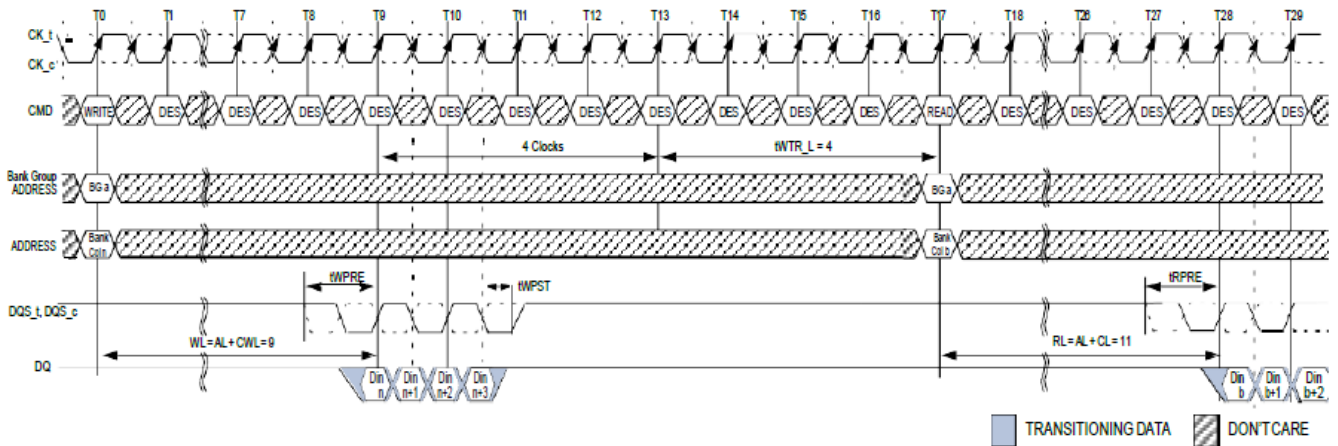 T0 T1 T7 T8 T9 T10 T11 T12 T13 T14 T15 T16 T17 T18 T26 T27 T28 T29
CK_t
CK_c
CMD WRITE DES DES DES DES DES DES DES DES DES DES DES READ DES DES DES DES DES
4 Clocks tWTR_L = 4
Bank Group
ADDRESS BG a BG a
ADDRESS Bank Col n Bank Col b
tWPRE tWPST tRPRE
DQS_t, DQS_c
WL = AL + CWL = 9 RL = AL + CL = 11
DQ Din n Din n+1 Din n+2 Din n+3 Din b Din b+1 Din b+2
TRANSITIONING DATA DON'T CARE